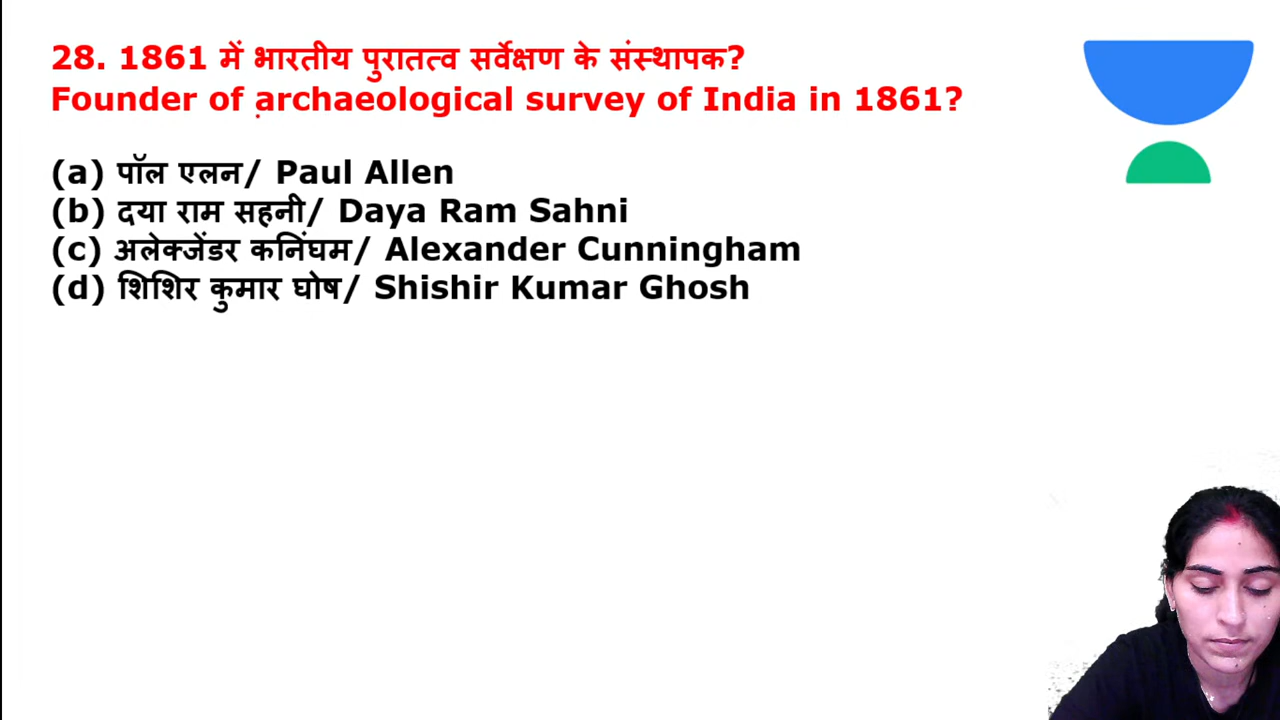 28. 1861 में भारतीय पुरातत्व सर्वेक्षण के संस्थापक?
Founder of archaeological survey of India in 1861?
(a) पॉल एलन/ Paul Allen
(b) दया राम सहनी/ Daya Ram Sahni
(c) अलेक्जेंडर कनिंघम/ Alexander Cunningham
(d) शिशिर कुमार घोष/ Shishir Kumar Ghosh